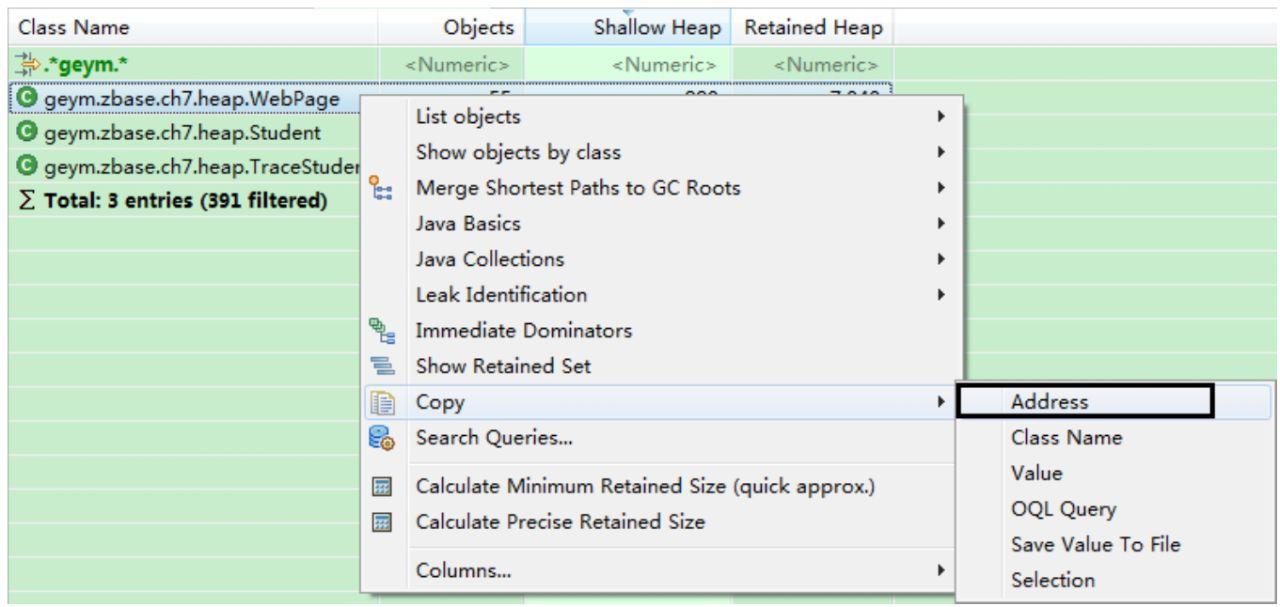 Class Name Objects Shallow Heap Retained Heap
.*geym.* <Numeric> <Numeric> <Numeric>
geym.zbase.ch7.heap.WebPage
geym.zbase.ch7.heap.Student
geym.zbase.ch7.heap.TraceStuden
Σ Total: 3 entries (391 filtered)
List objects
Show objects by class
Merge Shortest Paths to GC Roots
Java Basics
Java Collections
Leak Identification
Immediate Dominators
Show Retained Set
Copy
Search Queries...
Calculate Minimum Retained Size (quick approx.)
Calculate Precise Retained Size
Columns...
Address
Class Name
Value
OQL Query
Save Value To File
Selection